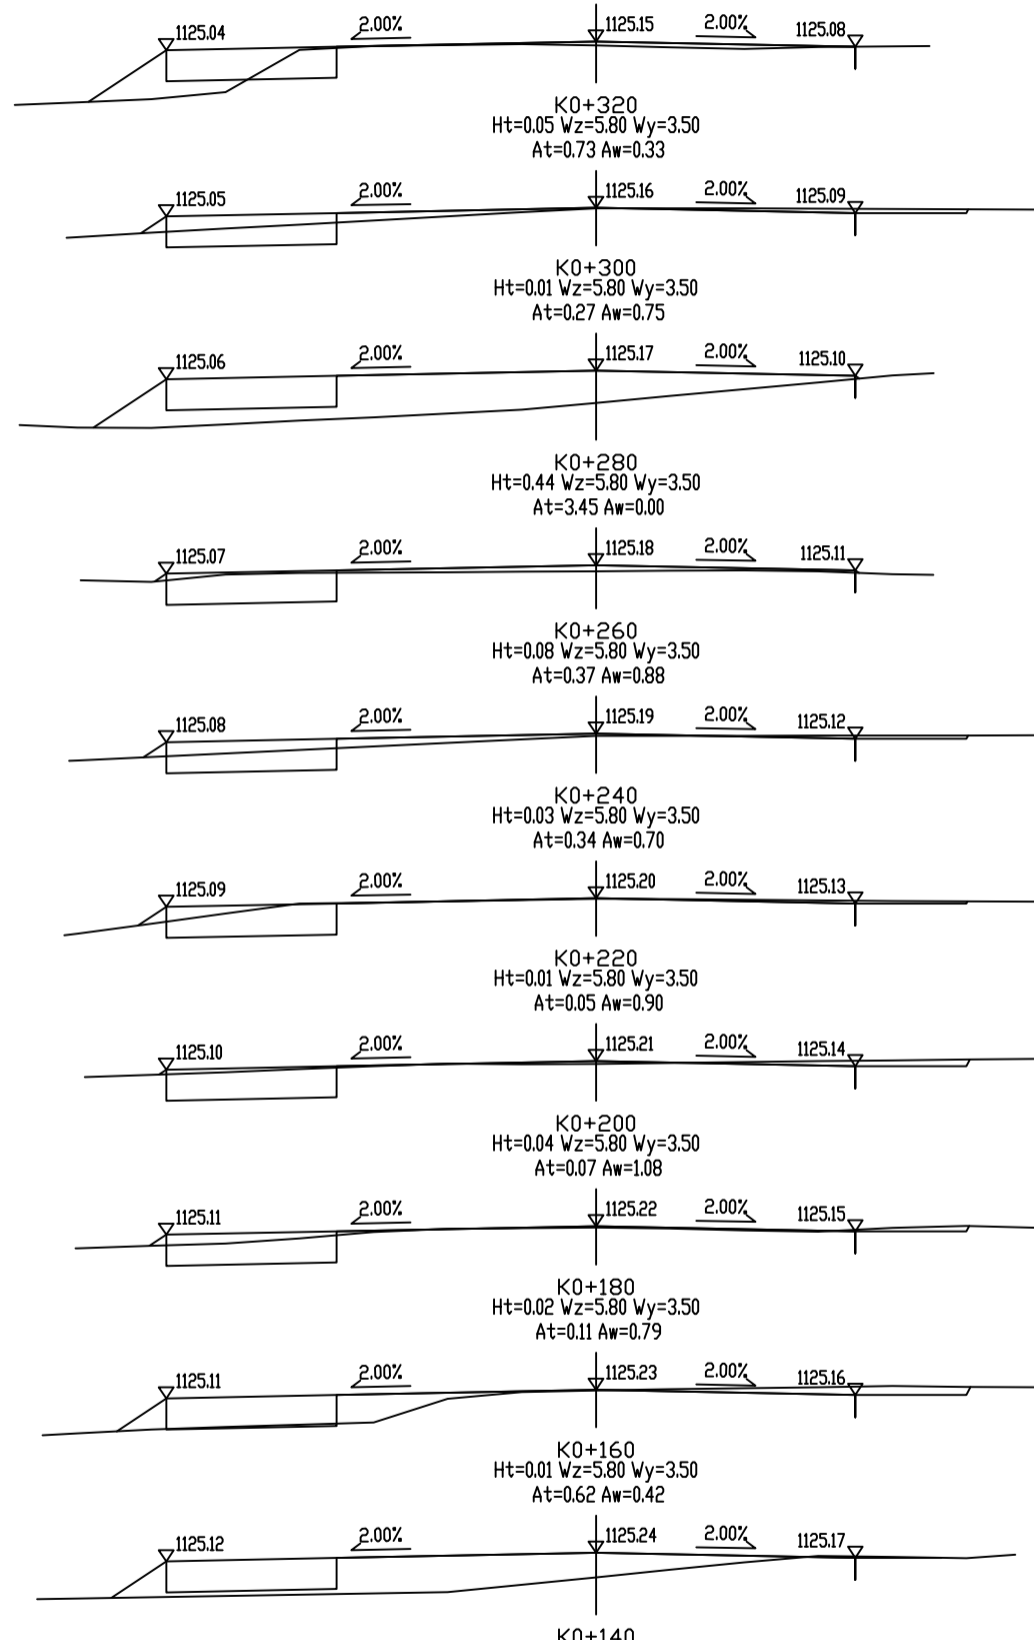 1125.04 2.00% 1125.15 2.00% 1125.08
K0+320
Ht=0.05 Wz=5.80 Wy=3.50
At=0.73 Aw=0.33
1125.05 2.00% 1125.16 2.00% 1125.09
K0+300
Ht=0.01 Wz=5.80 Wy=3.50
At=0.27 Aw=0.75
1125.06 2.00% 1125.17 2.00% 1125.10
K0+280
Ht=0.44 Wz=5.80 Wy=3.50
At=3.45 Aw=0.00
1125.07 2.00% 1125.18 2.00% 1125.11
K0+260
Ht=0.08 Wz=5.80 Wy=3.50
At=0.37 Aw=0.88
1125.08 2.00% 1125.19 2.00% 1125.12
K0+240
Ht=0.03 Wz=5.80 Wy=3.50
At=0.34 Aw=0.70
1125.09 2.00% 1125.20 2.00% 1125.13
K0+220
Ht=0.01 Wz=5.80 Wy=3.50
At=0.05 Aw=0.90
1125.10 2.00% 1125.21 2.00% 1125.14
K0+200
Ht=0.04 Wz=5.80 Wy=3.50
At=0.07 Aw=1.08
1125.11 2.00% 1125.22 2.00% 1125.15
K0+180
Ht=0.02 Wz=5.80 Wy=3.50
At=0.11 Aw=0.79
1125.11 2.00% 1125.23 2.00% 1125.16
K0+160
Ht=0.01 Wz=5.80 Wy=3.50
At=0.62 Aw=0.42
1125.12 2.00% 1125.24 2.00% 1125.17
K0+140